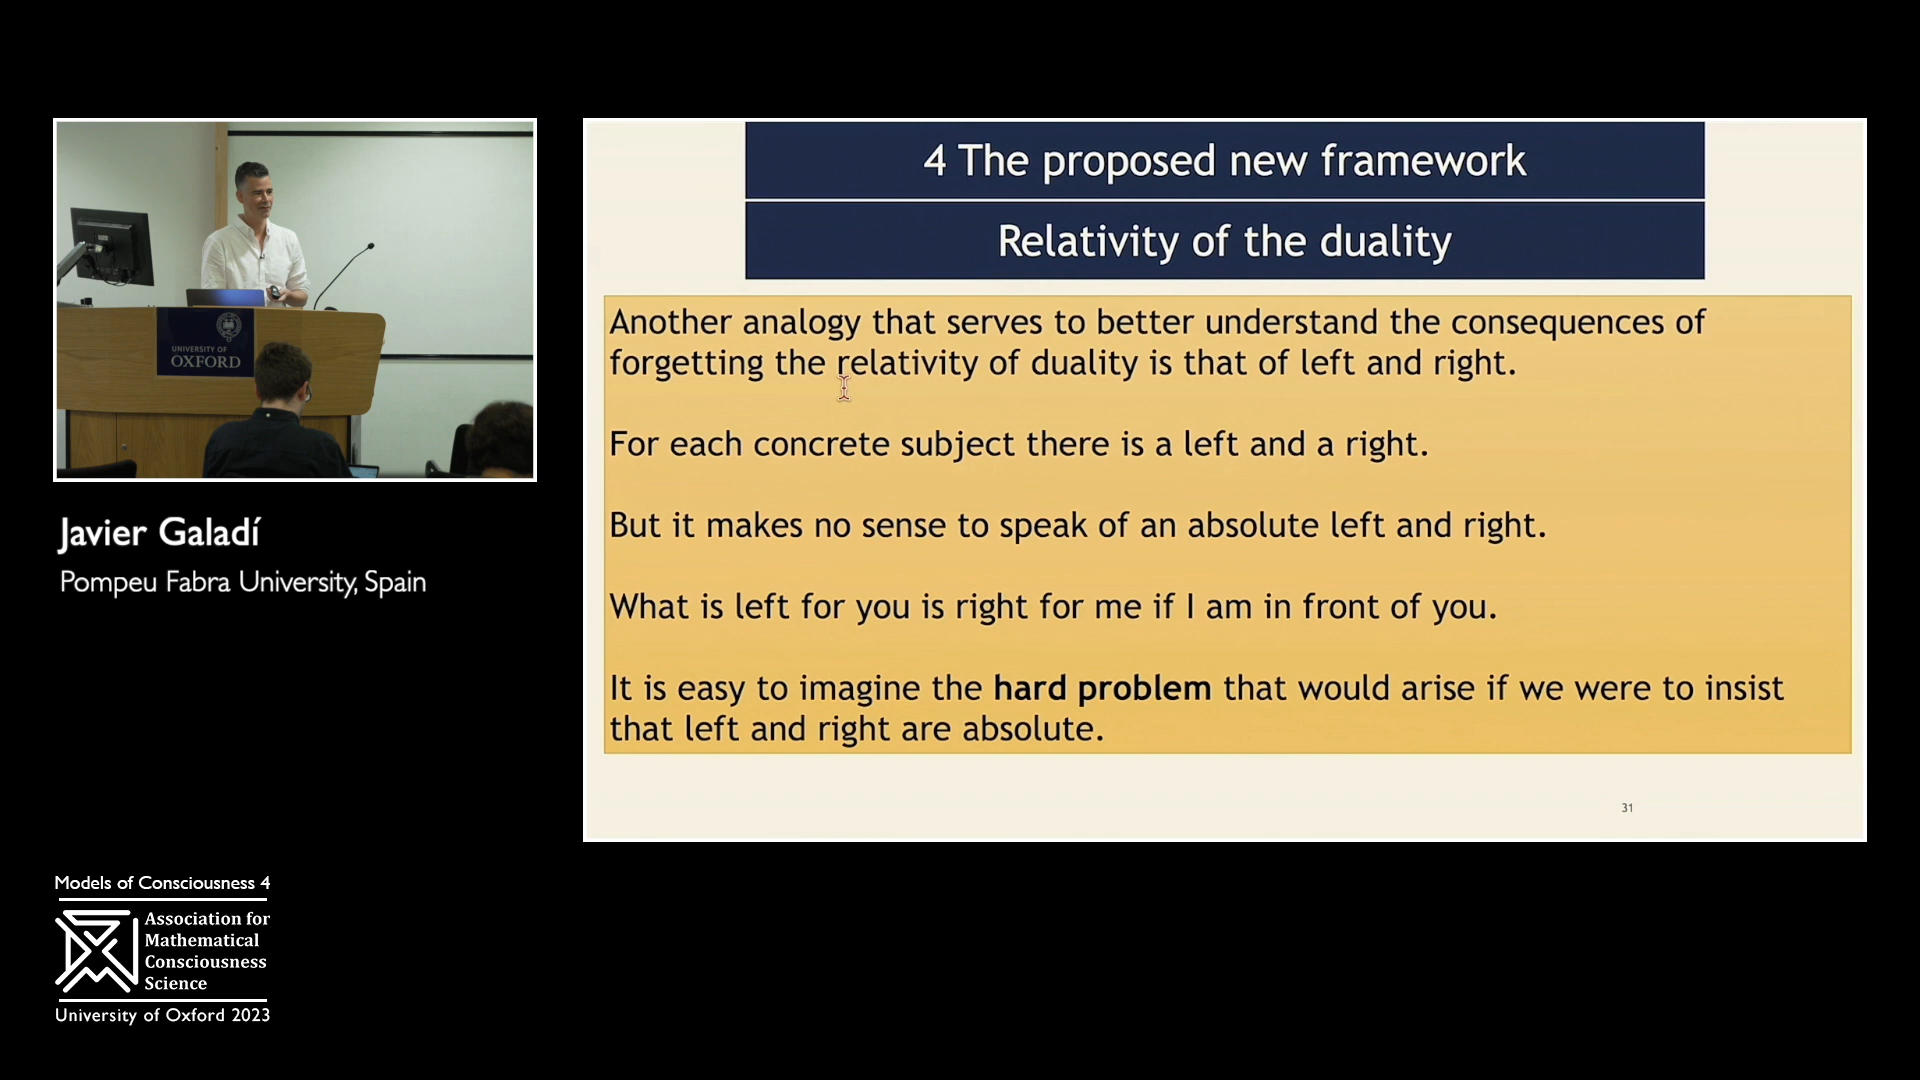 4 The proposed new framework
Relativity of the duality
Another analogy that serves to better understand the consequences of
forgetting the relativity of duality is that of left and right.
For each concrete subject there is a left and a right.
But it makes no sense to speak of an absolute left and right.
What is left for you is right for me if I am in front of you.
It is easy to imagine the hard problem that would arise if we were to insist
that left and right are absolute.
31
UNIVERSITY OF
OXFORD
Javier Galadí
Pompeu Fabra University, Spain
Models of Consciousness 4
Association for
Mathematical
Consciousness
Science
University of Oxford 2023